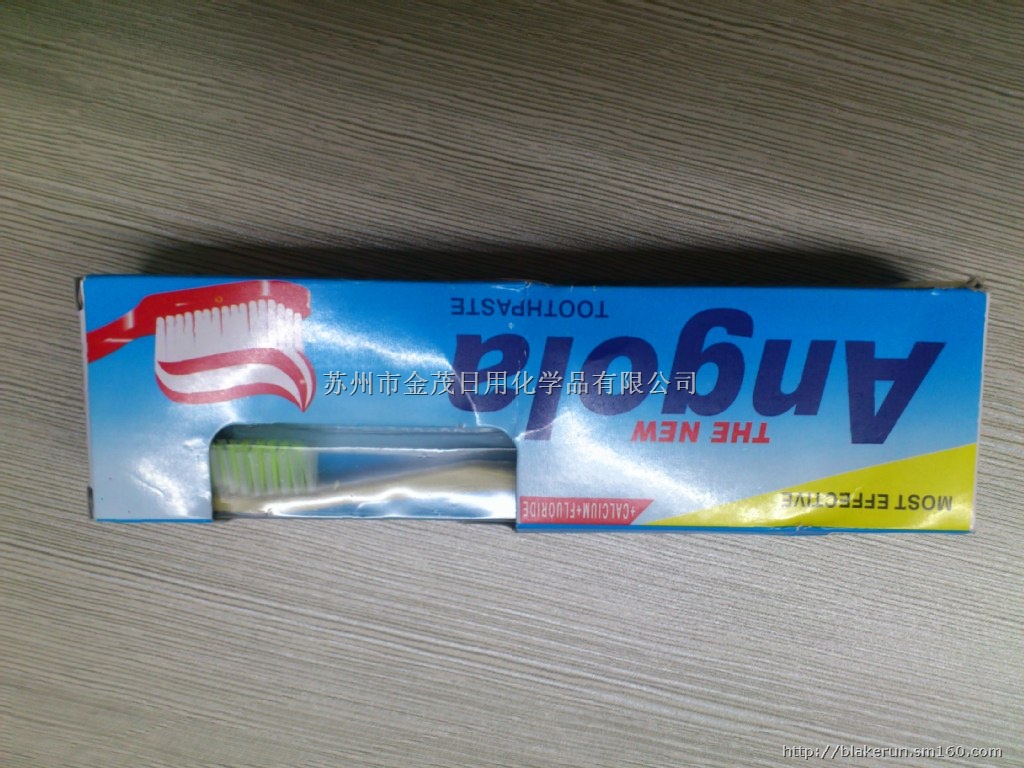 MOST EFFECTIVE
+CALCIUM+FLUORIDE
THE NEW
Angola
TOOTHPASTE
苏州市金茂日用化学品有限公司
http://blakerun.sm160.com